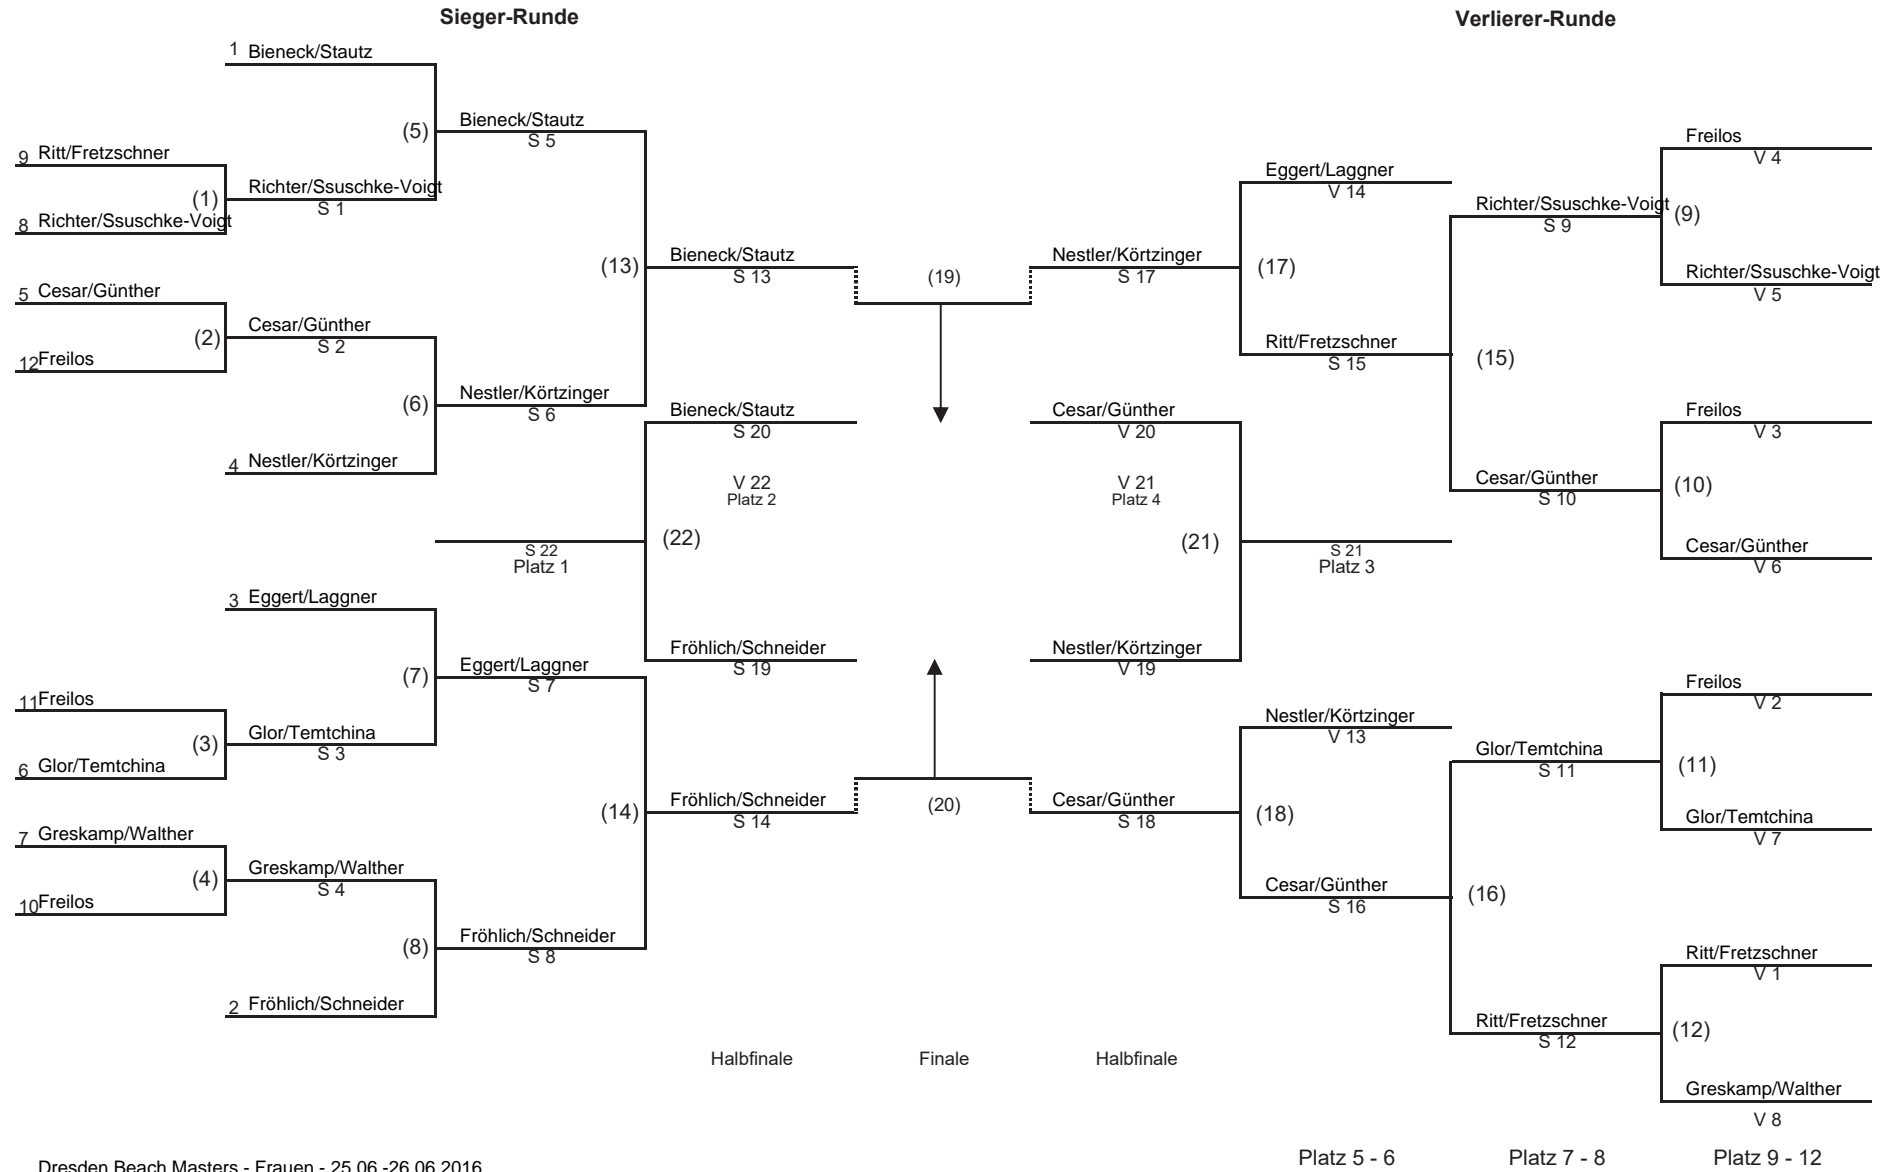 Sieger-Runde
Verlierer-Runde
1 Bieneck/Stautz
(5)
Bieneck/Stautz
S 5
9 Ritt/Fretzschner
(1)
Richter/Ssuschke-Voigt
S 1
8 Richter/Ssuschke-Voigt
(13)
Bieneck/Stautz
S 13
5 Cesar/Günther
(2)
Cesar/Günther
S 2
12 Freilos
(6)
Nestler/Körtzinger
S 6
4 Nestler/Körtzinger
Bieneck/Stautz
S 20
V 22
Platz 2
(22)
S 22
Platz 1
3 Eggert/Laggner
(7)
Eggert/Laggner
S 7
Fröhlich/Schneider
S 19
11 Freilos
(3)
Glor/Temtchina
S 3
6 Glor/Temtchina
(14)
Fröhlich/Schneider
S 14
7 Greskamp/Walther
(4)
Greskamp/Walther
S 4
10 Freilos
(8)
Fröhlich/Schneider
S 8
2 Fröhlich/Schneider
(19)
(20)
Nestler/Körtzinger
S 17
(17)
Eggert/Laggner
V 14
Ritt/Fretzschner
S 15
(15)
Richter/Ssuschke-Voigt
S 9
(9)
Freilos
V 4
Richter/Ssuschke-Voigt
V 5
Cesar/Günther
V 20
V 21
Platz 4
(21)
S 21
Platz 3
Cesar/Günther
S 10
(10)
Freilos
V 3
Cesar/Günther
V 6
Nestler/Körtzinger
V 19
Nestler/Körtzinger
V 13
Cesar/Günther
S 18
(18)
Cesar/Günther
S 16
(16)
Glor/Temtchina
S 11
(11)
Freilos
V 2
Glor/Temtchina
V 7
Ritt/Fretzschner
S 12
(12)
Ritt/Fretzschner
V 1
Greskamp/Walther
V 8
Halbfinale
Finale
Halbfinale
Platz 5 - 6
Platz 7 - 8
Platz 9 - 12
Dresden Beach Masters - Frauen - 25.06.-26.06.2016